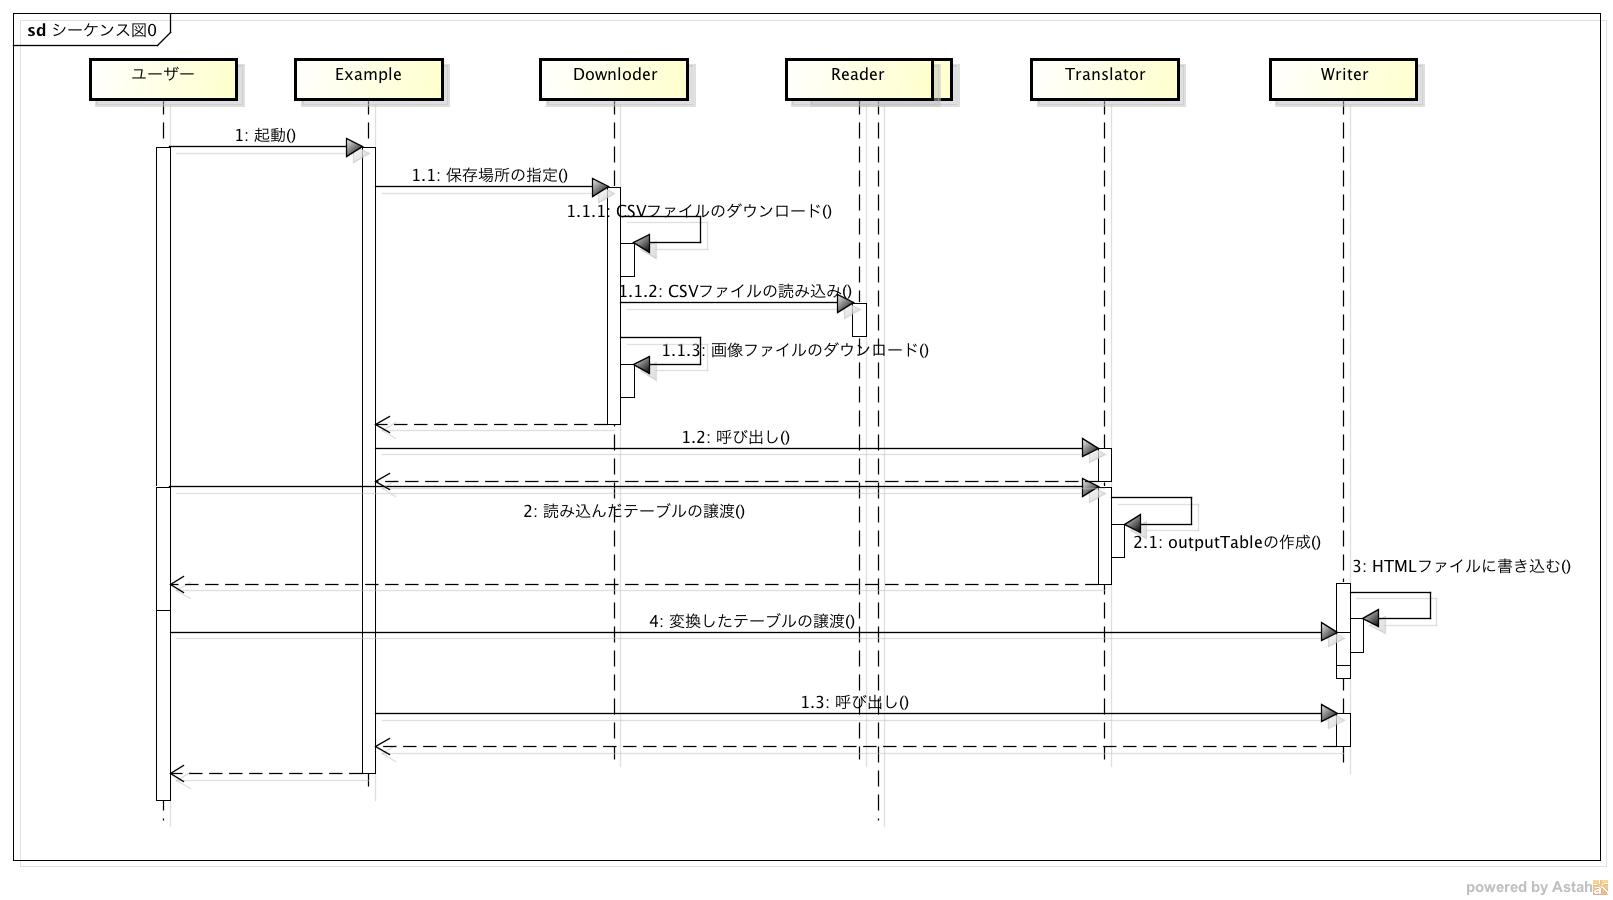 sd シーケンス図0
ユーザー
Example
Downloder
Reader
Translator
Writer
1: 起動()
1.1: 保存場所の指定()
1.1.1: CSVファイルのダウンロード()
1.1.2: CSVファイルの読み込み()
1.1.3: 画像ファイルのダウンロード()
1.2: 呼び出し()
2: 読み込んだテーブルの譲渡()
2.1: outputTableの作成()
3: HTMLファイルに書き込む()
4: 変換したテーブルの譲渡()
1.3: 呼び出し()
powered by Astah